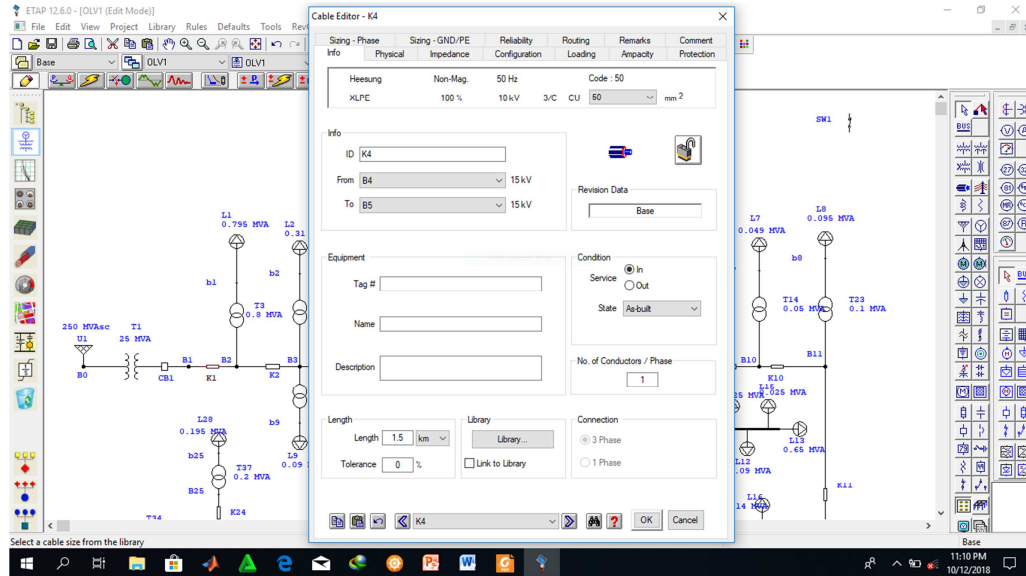 ETAP 12.6.0 - [OLV1 (Edit Mode)]
File Edit View Project Library Rules Defaults Tools
Base
OLV1
OLV1
Cable Editor - K4
Sizing - Phase Sizing - GND/PE Reliability Routing Remarks Comment
Info Physical Impedance Configuration Loading Ampacity Protection
Heesung Non-Mag. 50 Hz Code : 50
XLPE 100 % 10 kV 3/C CU 50 mm 2
Info
ID K4
From B4 15 kV
To B5 15 kV
Revision Data
Base
Equipment
Tag #
Name
Description
Condition
Service In
Out
State As-built
No. of Conductors / Phase
1
Length
Length 1.5 km
Tolerance 0 %
Library
Library...
Link to Library
Connection
3 Phase
1 Phase
K4
OK
Cancel
SW1
L1
0.795 MVA
L2
0.31
b1
b2
T3
0.8 MVA
250 MVAsc
U1
T1
25 MVA
B0
CB1
B1
K1
B2
K2
B3
b9
L9
0.09
L28
0.195 MVA
b25
T37
0.2 MVA
B25
K24
T36
L7
0.049 MVA
L8
0.095 MVA
b8
T14
0.05 MVA
T23
0.1 MVA
B10
B11
K10
L15
0.025 MVA
L13
0.65 MVA
L12
.09 MVA
K11
L16
BUS
Select a cable size from the library
Base
11:10 PM
10/12/2018